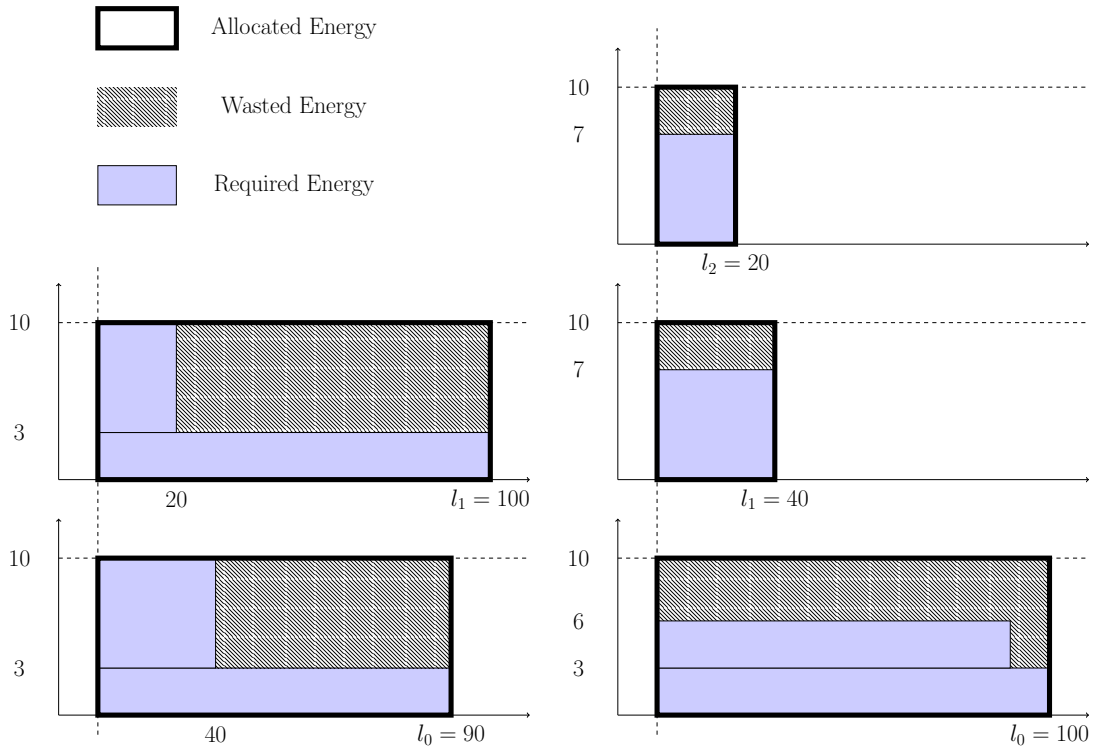 Allocated Energy
Wasted Energy
Required Energy
10
7
l₂ = 20
10
3
20
l₁ = 100
10
7
l₁ = 40
10
3
40
l₀ = 90
10
6
3
l₀ = 100